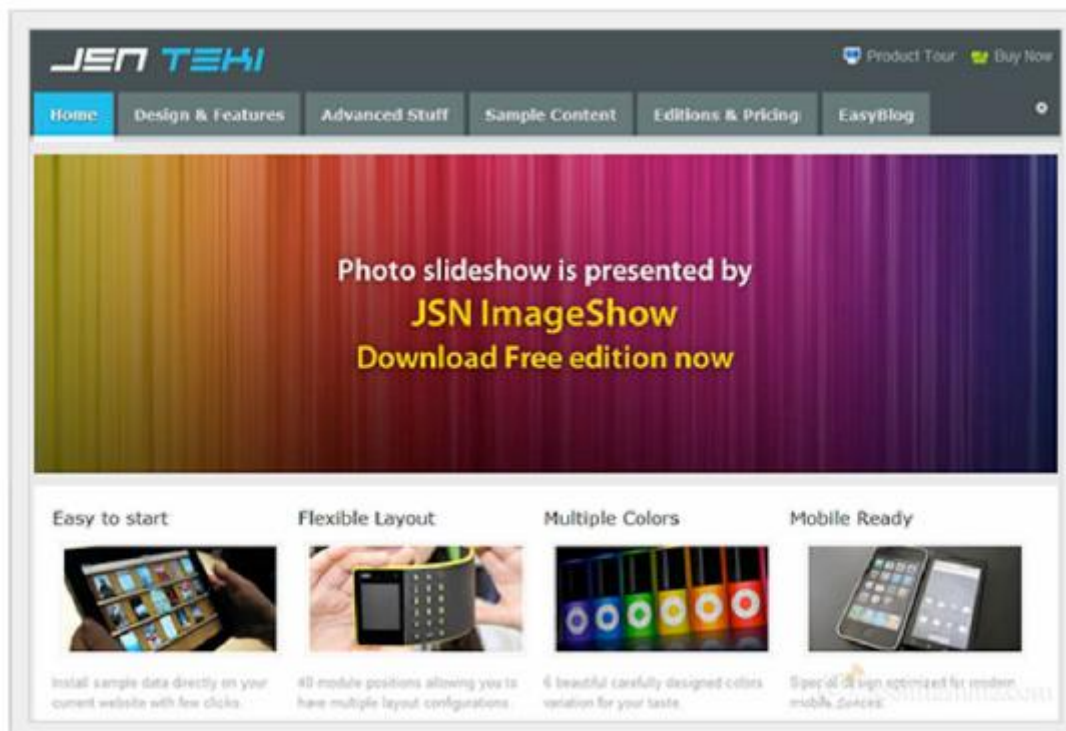 JSN TEKI
Product Tour Buy Now
Home Design & Features Advanced Stuff Sample Content Editions & Pricing EasyBlog
Photo slideshow is presented by
JSN ImageShow
Download Free edition now
Easy to start
Flexible Layout
Multiple Colors
Mobile Ready
Install sample data directly on your
current website with few clicks.
40 module positions allowing you to
have multiple layout configurations.
6 beautiful carefully designed colors
variation for your taste.
Special design optimized for modern
mobile devices.